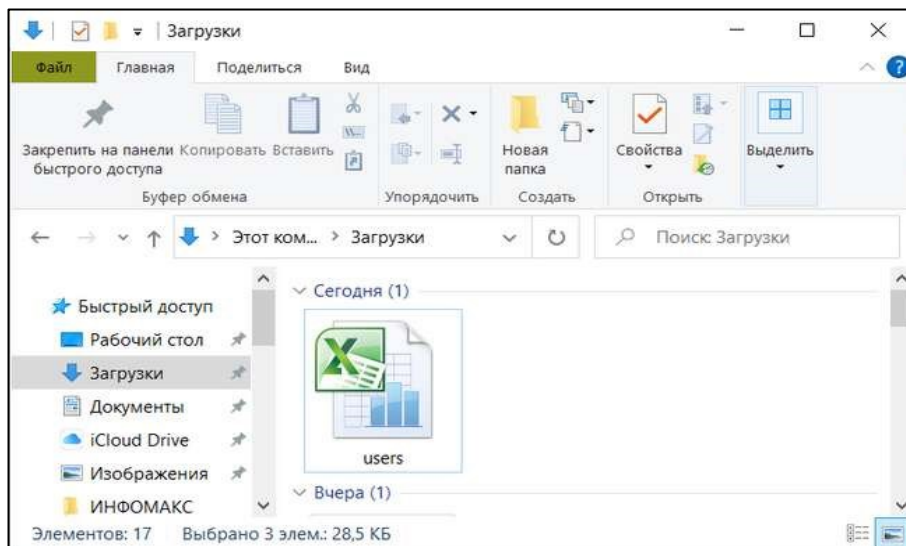 Загрузки
Файл Главная Поделиться Вид
?
Закрепить на панели быстрого доступа
Копировать
Вставить
W...
Буфер обмена
Упорядочить
Новая папка
Создать
Свойства
Открыть
Выделить
Этот ком... > Загрузки
Поиск: Загрузки
Быстрый доступ
Рабочий стол
Загрузки
Документы
iCloud Drive
Изображения
ИНФОМАКС
Сегодня (1)
users
Вчера (1)
Элементов: 17 Выбрано 3 элем.: 28,5 КБ